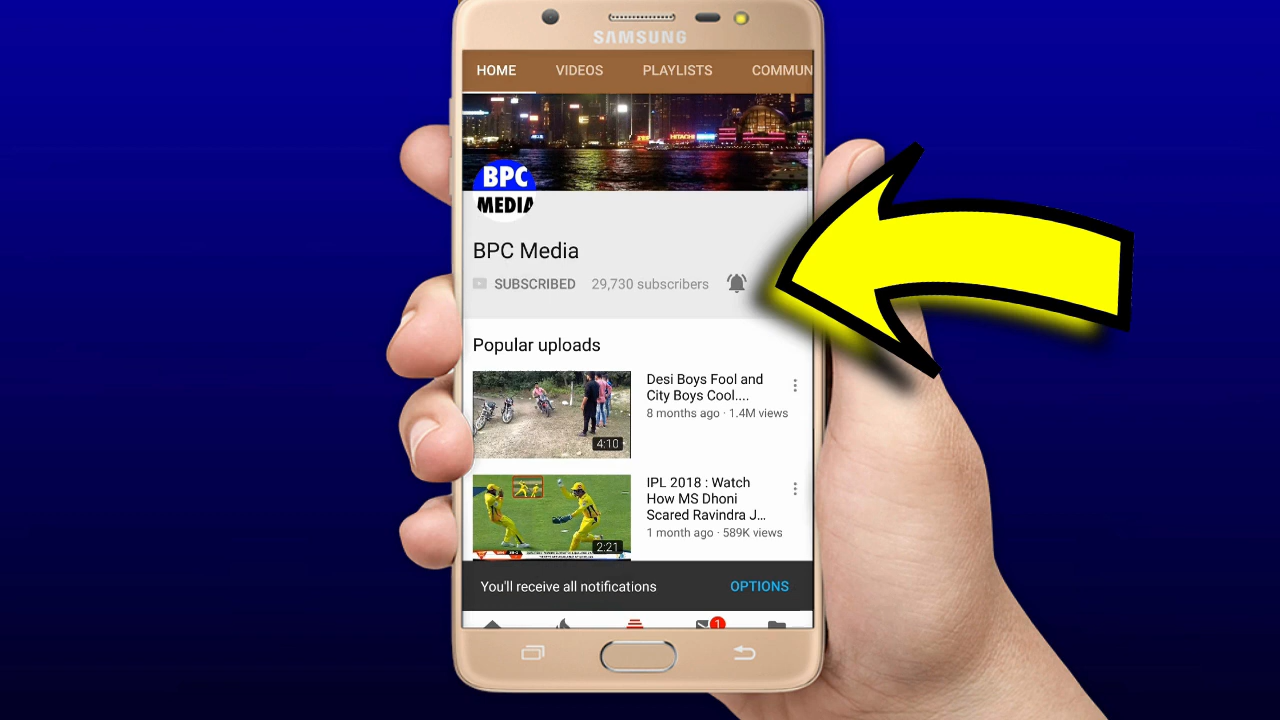 SAMSUNG
HOME VIDEOS PLAYLISTS COMMUN
HITACHI
BPC
MEDIA
BPC Media
SUBSCRIBED 29,730 subscribers
Popular uploads
Desi Boys Fool and
City Boys Cool....
8 months ago · 1.4M views
4:10
IPL 2018 : Watch
How MS Dhoni
Scared Ravindra J...
1 month ago · 589K views
2:21
You'll receive all notifications OPTIONS
1